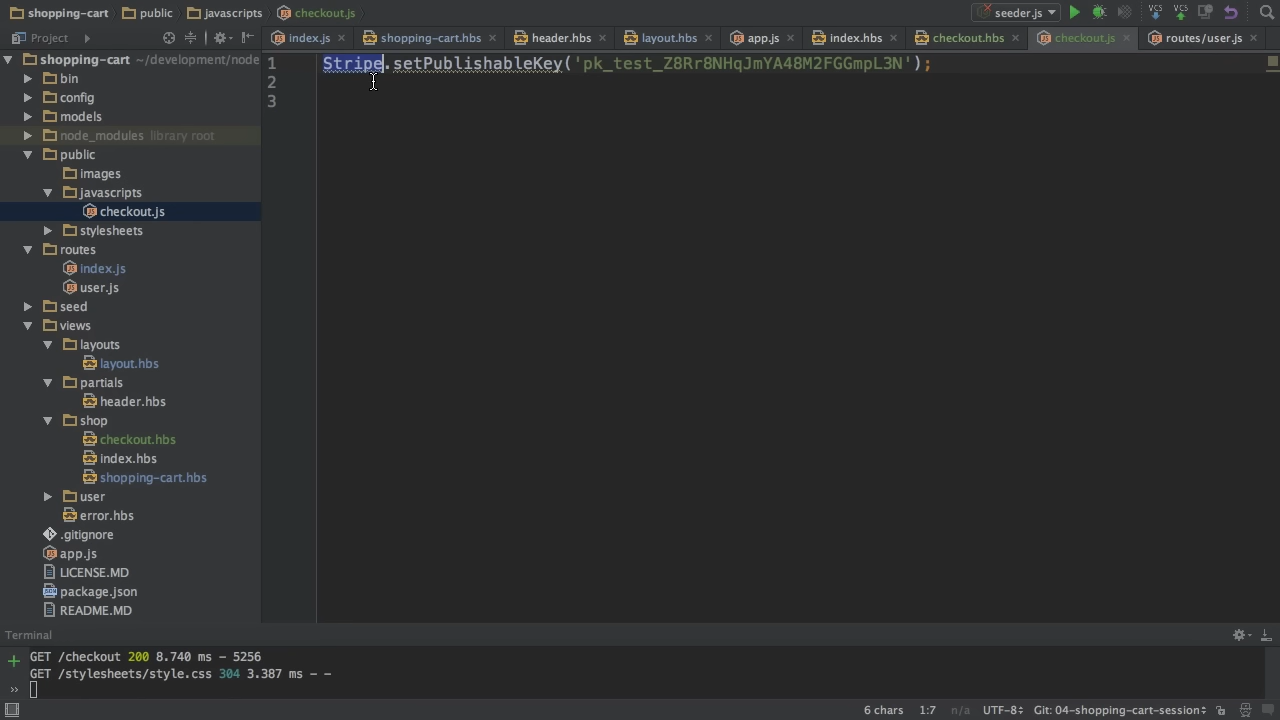 shopping-cart public javascripts checkout.js seeder.js VCS VCS
Project index.js shopping-cart.hbs header.hbs layout.hbs app.js index.hbs checkout.hbs checkout.js routes/user.js
shopping-cart ~/development/node
bin
config
models
node_modules library root
public
images
javascripts
checkout.js
stylesheets
routes
index.js
user.js
seed
views
layouts
layout.hbs
partials
header.hbs
shop
checkout.hbs
index.hbs
shopping-cart.hbs
user
error.hbs
.gitignore
app.js
LICENSE.MD
package.json
README.MD
1 Stripe.setPublishableKey('pk_test_Z8Rr8NHqJmYA48M2FGGmpL3N');
2
3
Terminal
GET /checkout 200 8.740 ms - 5256
GET /stylesheets/style.css 304 3.387 ms - -
6 chars 1:7 n/a UTF-8 Git: 04-shopping-cart-session